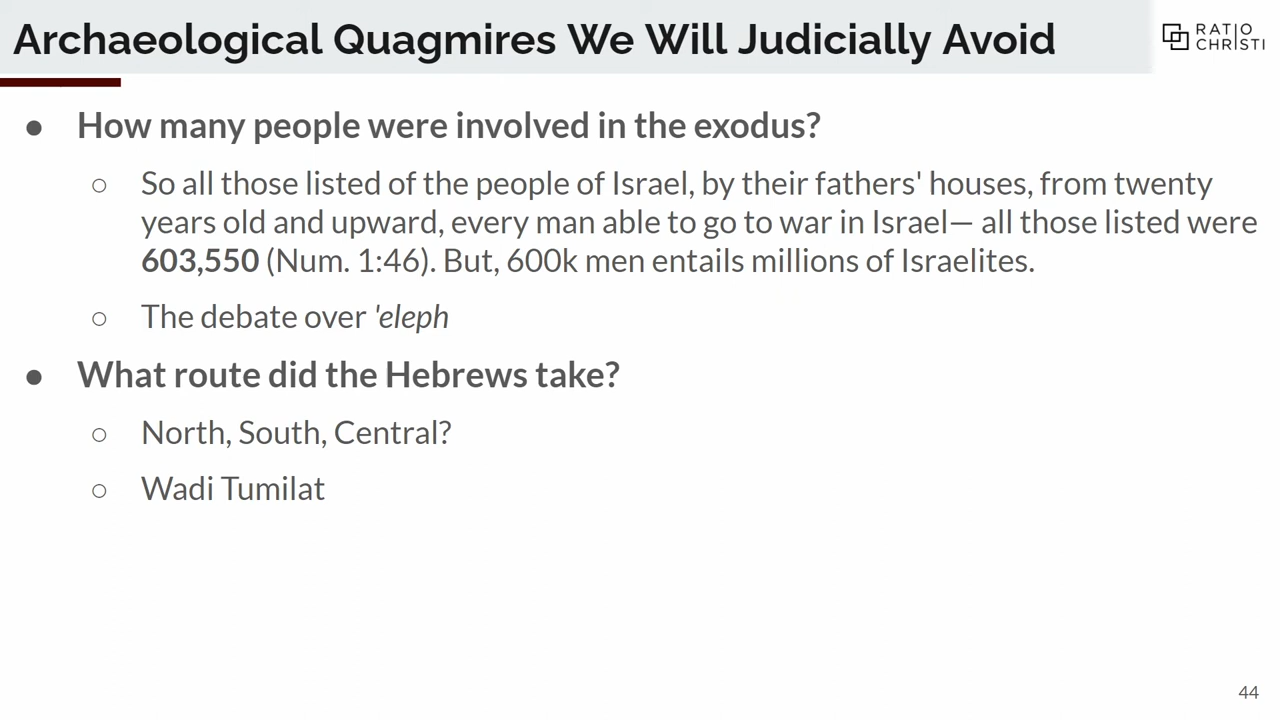 Archaeological Quagmires We Will Judicially Avoid
RATIO
CHRISTI
● How many people were involved in the exodus?
○ So all those listed of the people of Israel, by their fathers' houses, from twenty
years old and upward, every man able to go to war in Israel— all those listed were
603,550 (Num. 1:46). But, 600k men entails millions of Israelites.
○ The debate over 'eleph
● What route did the Hebrews take?
○ North, South, Central?
○ Wadi Tumilat
44